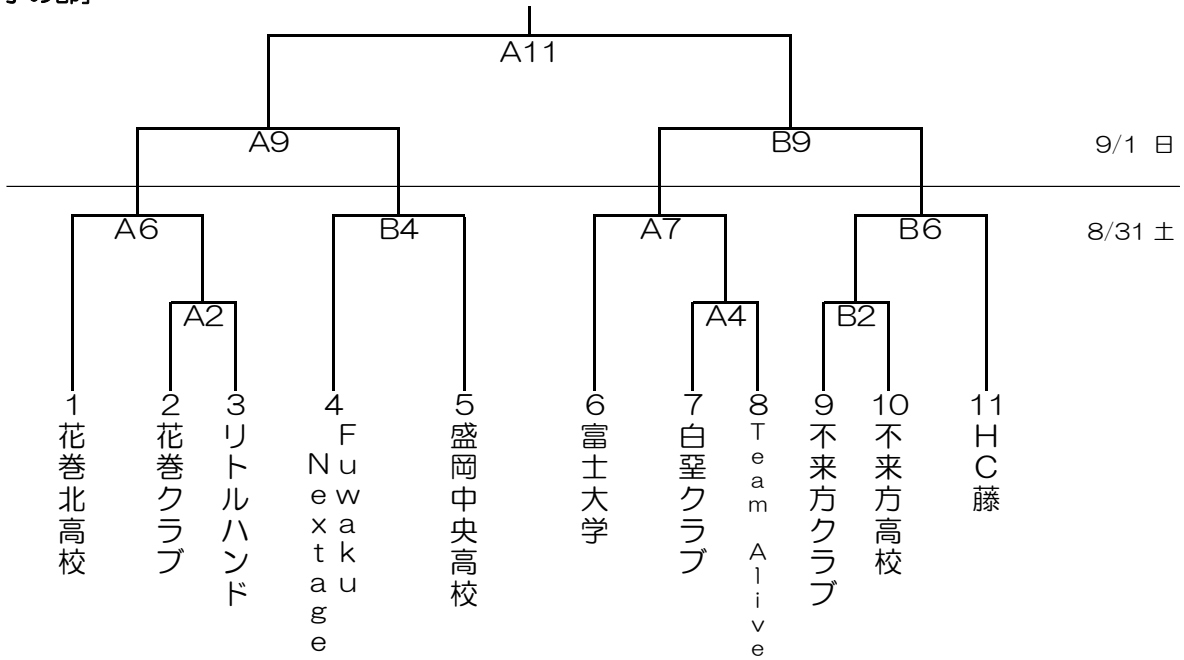 A11
A9
B9
9/1 日
A6
B4
A7
B6
8/31 土
A2
A4
B2
1
花巻北高校
2
花巻クラブ
3
リトルハンド
4
Fuwaku
Nextage
5
盛岡中央高校
6
富士大学
7
白堊クラブ
8
Team Alive
9
不来方クラブ
10
不来方高校
11
HC藤